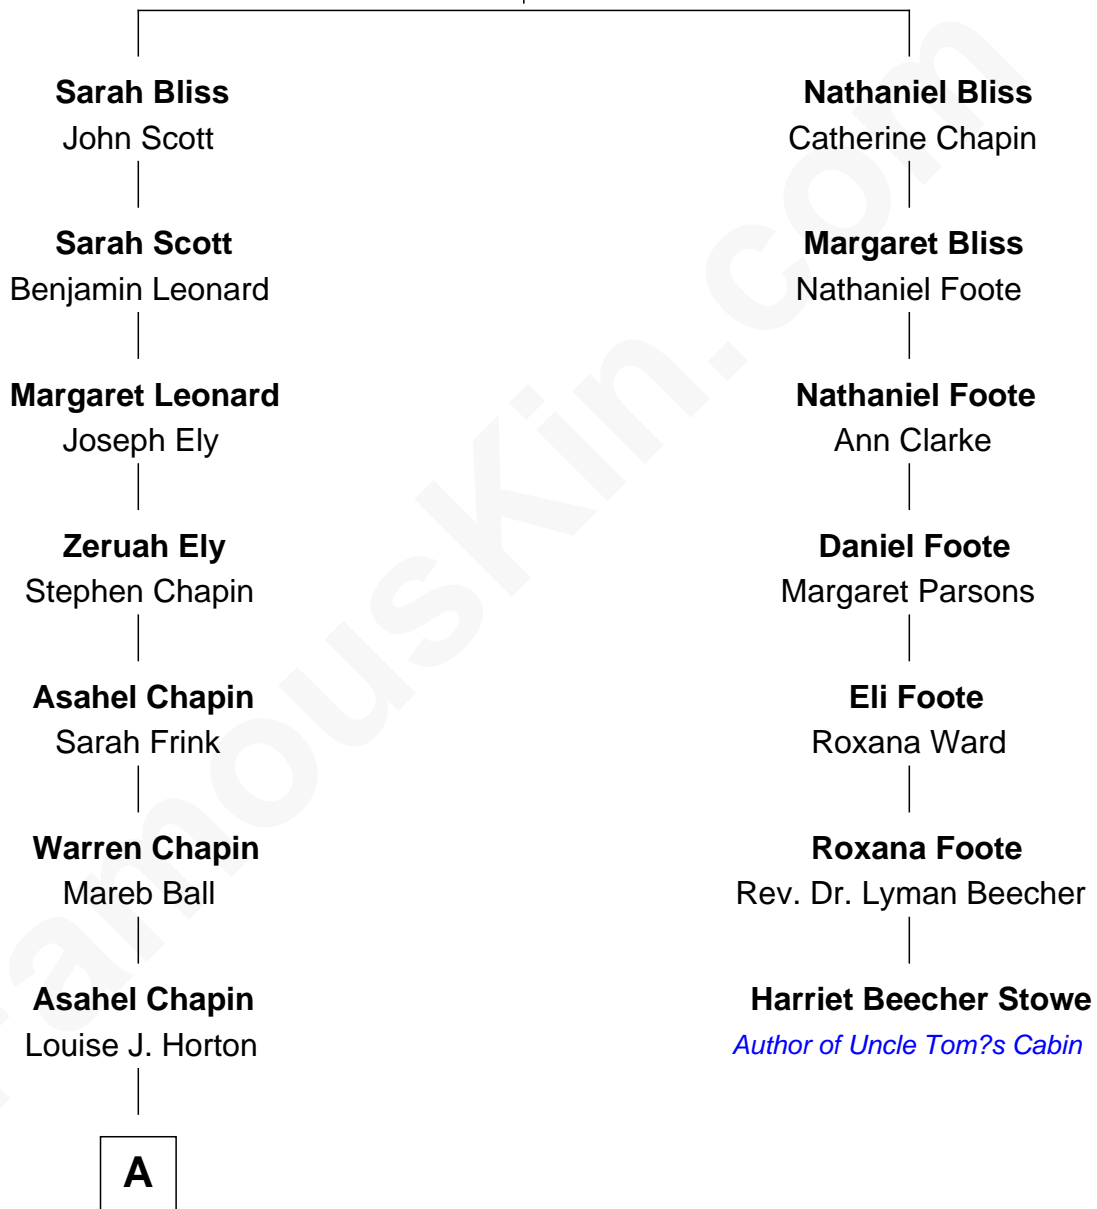 Sarah Bliss
John Scott
Sarah Scott
Benjamin Leonard
Margaret Leonard
Joseph Ely
Zeruah Ely
Stephen Chapin
Asahel Chapin
Sarah Frink
Warren Chapin
Mareb Ball
Asahel Chapin
Louise J. Horton
A
Nathaniel Bliss
Catherine Chapin
Margaret Bliss
Nathaniel Foote
Nathaniel Foote
Ann Clarke
Daniel Foote
Margaret Parsons
Eli Foote
Roxana Ward
Roxana Foote
Rev. Dr. Lyman Beecher
Harriet Beecher Stowe
Author of Uncle Tom?s Cabin
FamousKin.com